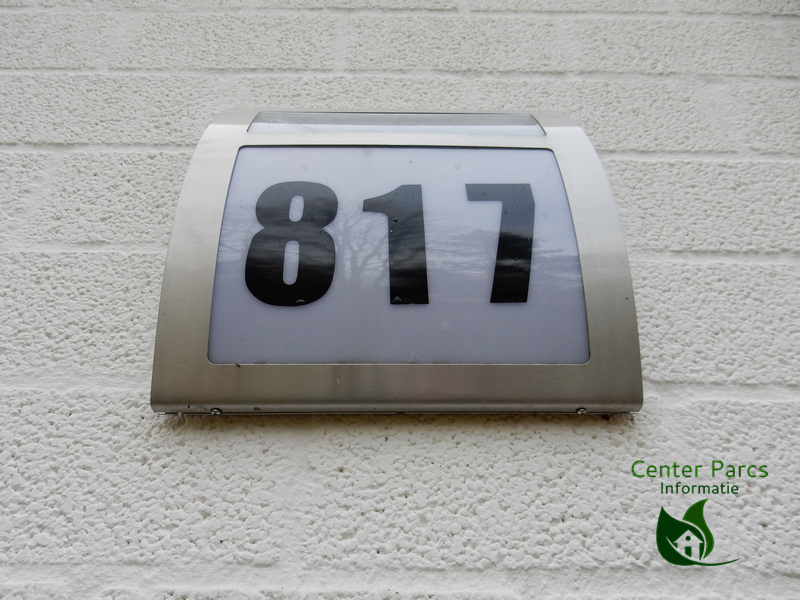 817
Center Parcs
Informatie